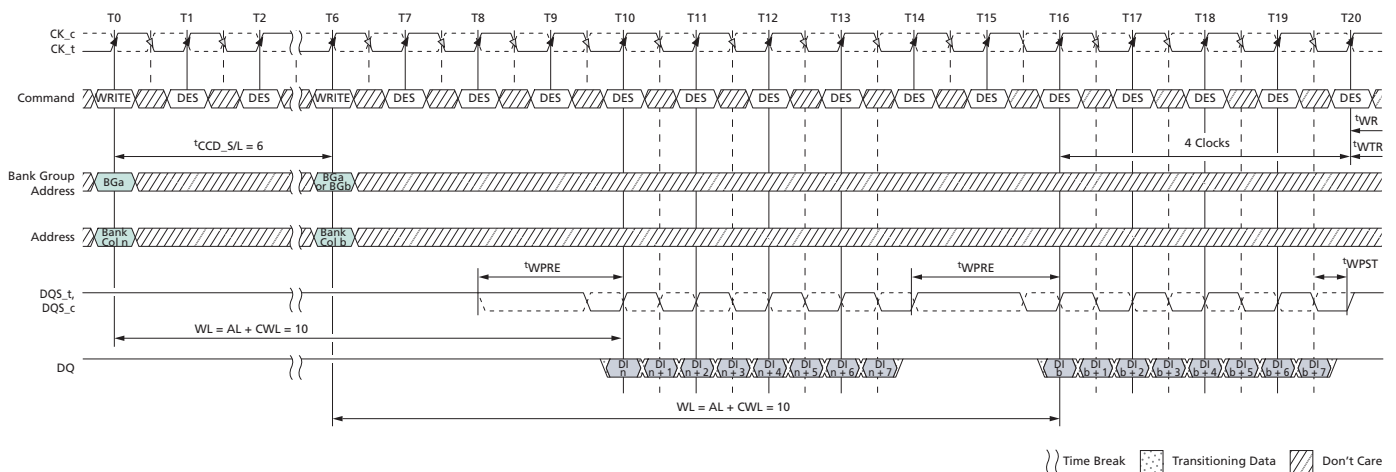 T0 T1 T2 T6 T7 T8 T9 T10 T11 T12 T13 T14 T15 T16 T17 T18 T19 T20
CK_c
CK_t
Command WRITE DES DES WRITE DES DES DES DES DES DES DES DES DES DES DES DES DES DES
tWR
tCCD_S/L = 6
4 Clocks
tWTR
Bank Group
Address
BGa
BGa
or BGb
Address
Bank
Col n
Bank
Col b
tWPRE
tWPRE
tWPST
DQS_t,
DQS_c
WL = AL + CWL = 10
DQ
DI
n
DI
n + 1
DI
n + 2
DI
n + 3
DI
n + 4
DI
n + 5
DI
n + 6
DI
n + 7
DI
b
DI
b + 1
DI
b + 2
DI
b + 3
DI
b + 4
DI
b + 5
DI
b + 6
DI
b + 7
WL = AL + CWL = 10
Time Break Transitioning Data Don't Care